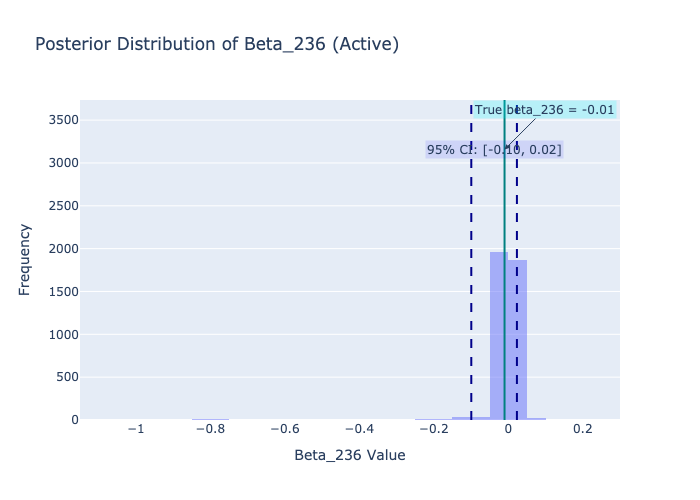 Posterior Distribution of Beta_236 (Active)
True beta_236 = -0.01
95% CI: [-0.10, 0.02]
3500
3000
2500
2000
1500
1000
500
0
Frequency
−1 −0.8 −0.6 −0.4 −0.2 0 0.2
Beta_236 Value